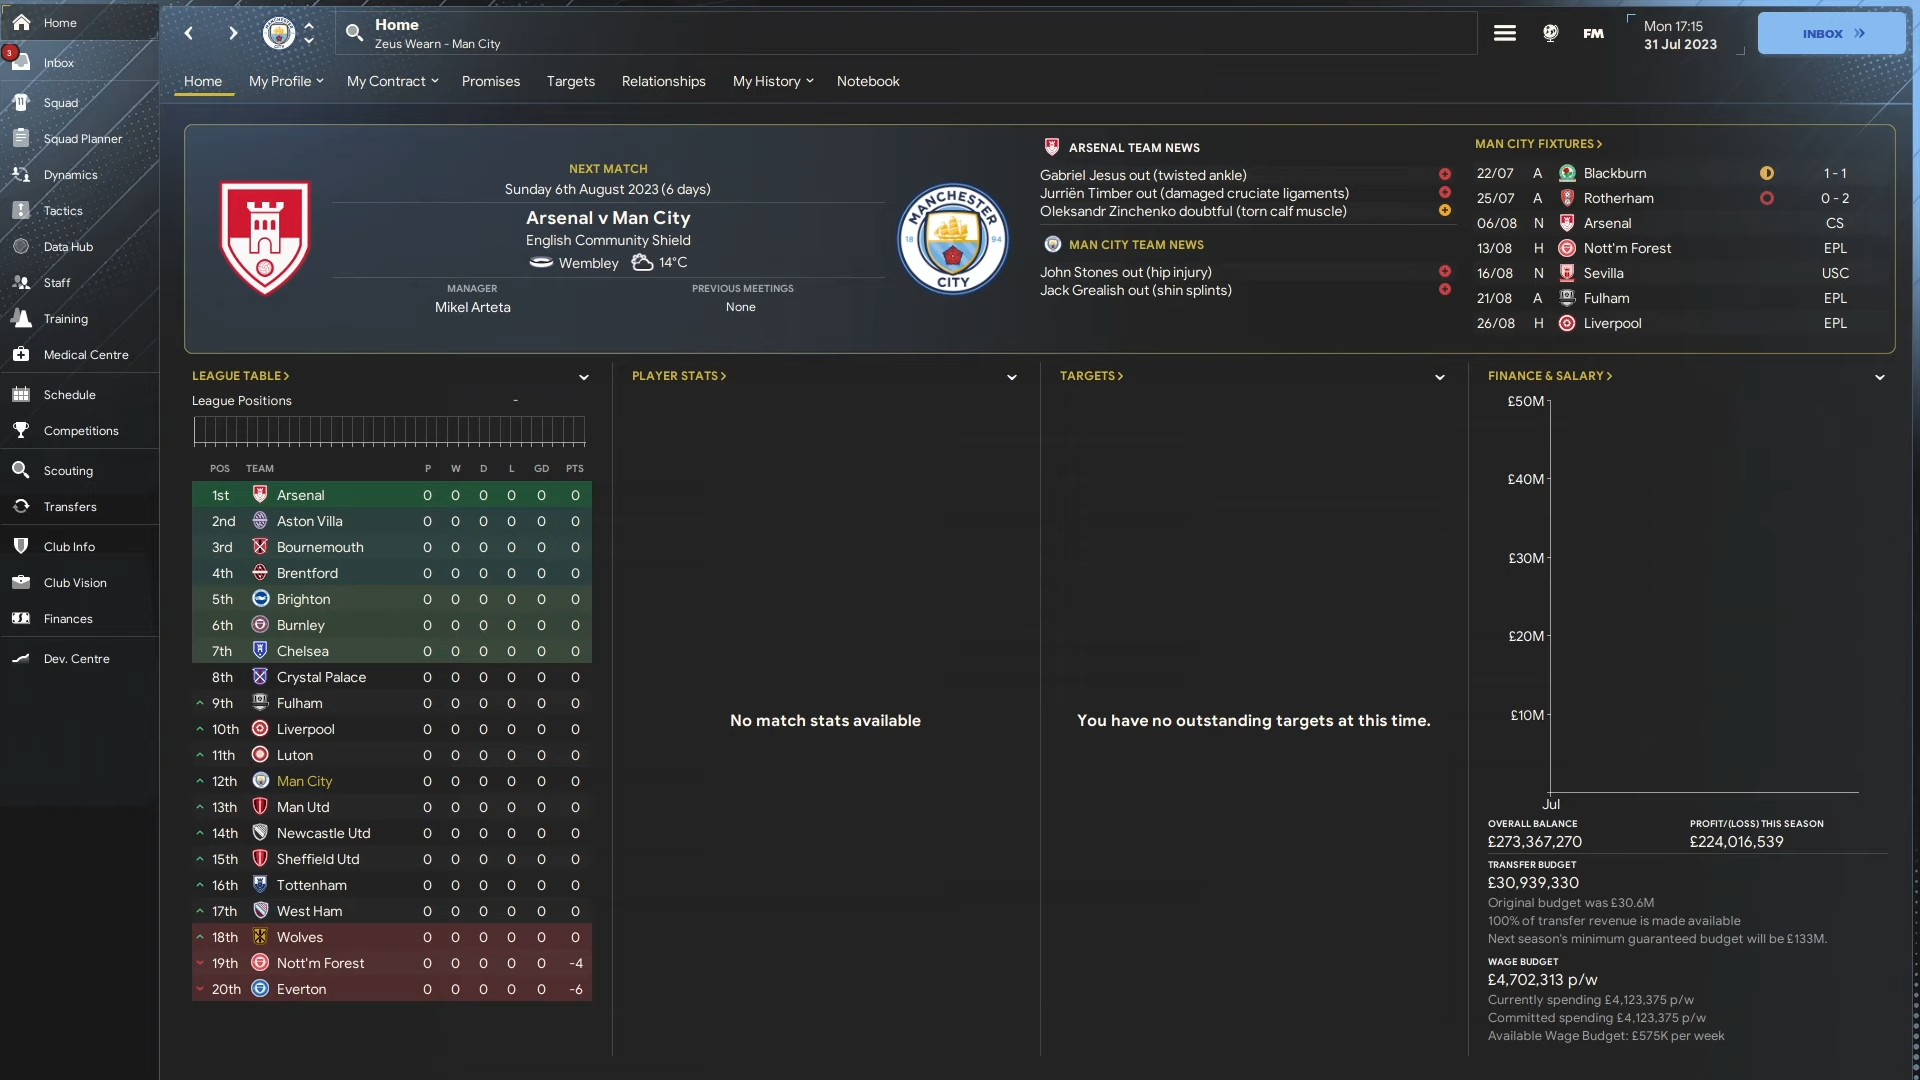 Home
3
Inbox
Squad
Squad Planner
Dynamics
Tactics
Data Hub
Staff
Training
Medical Centre
Schedule
Competitions
Scouting
Transfers
Club Info
Club Vision
Finances
Dev. Centre
Home
Zeus Wearn - Man City
FM
Mon 17:15
31 Jul 2023
INBOX
Home
My Profile
My Contract
Promises
Targets
Relationships
My History
Notebook
NEXT MATCH
Sunday 6th August 2023 (6 days)
Arsenal v Man City
English Community Shield
Wembley 14°C
MANAGER
Mikel Arteta
PREVIOUS MEETINGS
None
MANCHESTER
18 94
CITY
ARSENAL TEAM NEWS
Gabriel Jesus out (twisted ankle)
Jurriën Timber out (damaged cruciate ligaments)
Oleksandr Zinchenko doubtful (torn calf muscle)
MAN CITY TEAM NEWS
John Stones out (hip injury)
Jack Grealish out (shin splints)
MAN CITY FIXTURES >
22/07 A Blackburn 1 - 1
25/07 A Rotherham 0 - 2
06/08 N Arsenal CS
13/08 H Nott'm Forest EPL
16/08 N Sevilla USC
21/08 A Fulham EPL
26/08 H Liverpool EPL
LEAGUE TABLE >
League Positions -
POS TEAM P W D L GD PTS
1st Arsenal 0 0 0 0 0 0
2nd Aston Villa 0 0 0 0 0 0
3rd Bournemouth 0 0 0 0 0 0
4th Brentford 0 0 0 0 0 0
5th Brighton 0 0 0 0 0 0
6th Burnley 0 0 0 0 0 0
7th Chelsea 0 0 0 0 0 0
8th Crystal Palace 0 0 0 0 0 0
9th Fulham 0 0 0 0 0 0
10th Liverpool 0 0 0 0 0 0
11th Luton 0 0 0 0 0 0
12th Man City 0 0 0 0 0 0
13th Man Utd 0 0 0 0 0 0
14th Newcastle Utd 0 0 0 0 0 0
15th Sheffield Utd 0 0 0 0 0 0
16th Tottenham 0 0 0 0 0 0
17th West Ham 0 0 0 0 0 0
18th Wolves 0 0 0 0 0 0
19th Nott'm Forest 0 0 0 0 0 -4
20th Everton 0 0 0 0 0 -6
PLAYER STATS >
No match stats available
TARGETS >
You have no outstanding targets at this time.
FINANCE & SALARY >
£50M
£40M
£30M
£20M
£10M
Jul
OVERALL BALANCE
£273,367,270
PROFIT/(LOSS) THIS SEASON
£224,016,539
TRANSFER BUDGET
£30,939,330
Original budget was £30.6M
100% of transfer revenue is made available
Next season's minimum guaranteed budget will be £133M.
WAGE BUDGET
£4,702,313 p/w
Currently spending £4,123,375 p/w
Committed spending £4,123,375 p/w
Available Wage Budget: £575K per week